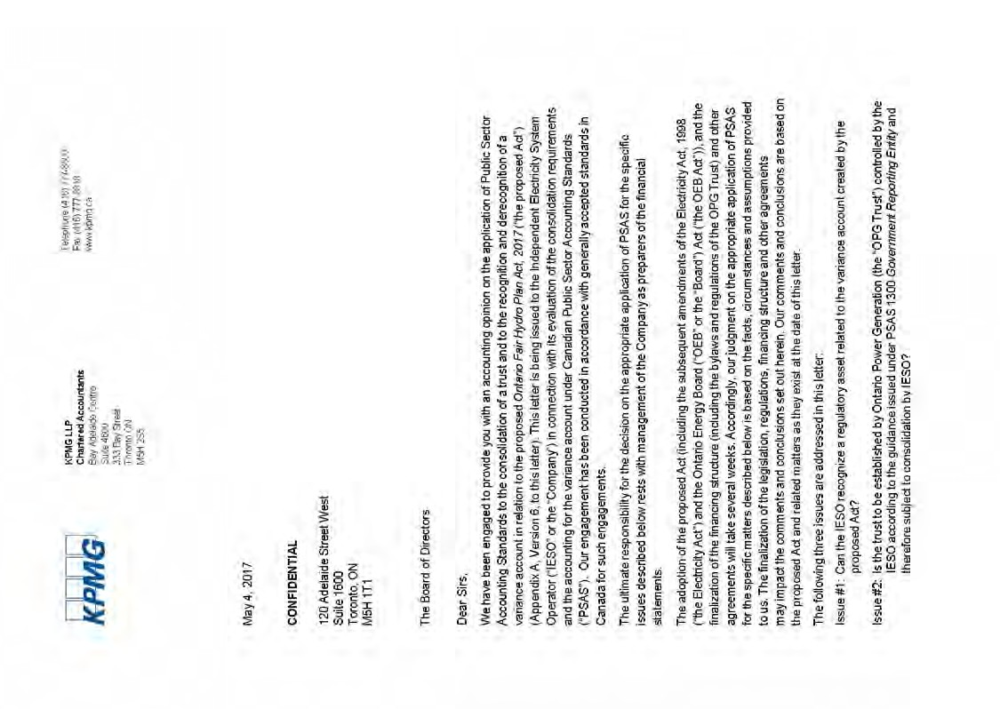 KPMG
KPMG LLP
Chartered Accountants
Bay Adelaide Centre
Suite 4600
333 Bay Street
Toronto ON
M5H 2S5
Telephone (416) 777-8500
Fax (416) 777-8818
www.kpmg.ca
May 4, 2017
CONFIDENTIAL
120 Adelaide Street West
Suite 1600
Toronto, ON
M5H 1T1
The Board of Directors
Dear Sirs,
We have been engaged to provide you with an accounting opinion on the application of Public Sector
Accounting Standards to the consolidation of a trust and to the recognition and derecognition of a
variance account in relation to the proposed Ontario Fair Hydro Plan Act, 2017 ("the proposed Act")
(Appendix A, Version 6, to this letter). This letter is being issued to the Independent Electricity System
Operator ("IESO" or the "Company") in connection with its evaluation of the consolidation requirements
and the accounting for the variance account under Canadian Public Sector Accounting Standards
("PSAS"). Our engagement has been conducted in accordance with generally accepted standards in
Canada for such engagements.
The ultimate responsibility for the decision on the appropriate application of PSAS for the specific
issues described below rests with management of the Company as preparers of the financial
statements.
The adoption of the proposed Act (including the subsequent amendments of the Electricity Act, 1998
("the Electricity Act") and the Ontario Energy Board ("OEB" or the "Board") Act ("the OEB Act")), and the
finalization of the financing structure (including the bylaws and regulations of the OPG Trust) and other
agreements will take several weeks. Accordingly, our judgment on the appropriate application of PSAS
for the specific matters described below is based on the facts, circumstances and assumptions provided
to us. The finalization of the legislation, regulations, financing structure and other agreements
may impact the comments and conclusions set out herein. Our comments and conclusions are based on
the proposed Act and related matters as they exist at the date of this letter.
The following three issues are addressed in this letter:
Issue #1: Can the IESO recognize a regulatory asset related to the variance account created by the
proposed Act?
Issue #2: Is the trust to be established by Ontario Power Generation (the "OPG Trust") controlled by the
IESO according to the guidance issued under PSAS 1300 Government Reporting Entity and
therefore subject to consolidation by IESO?